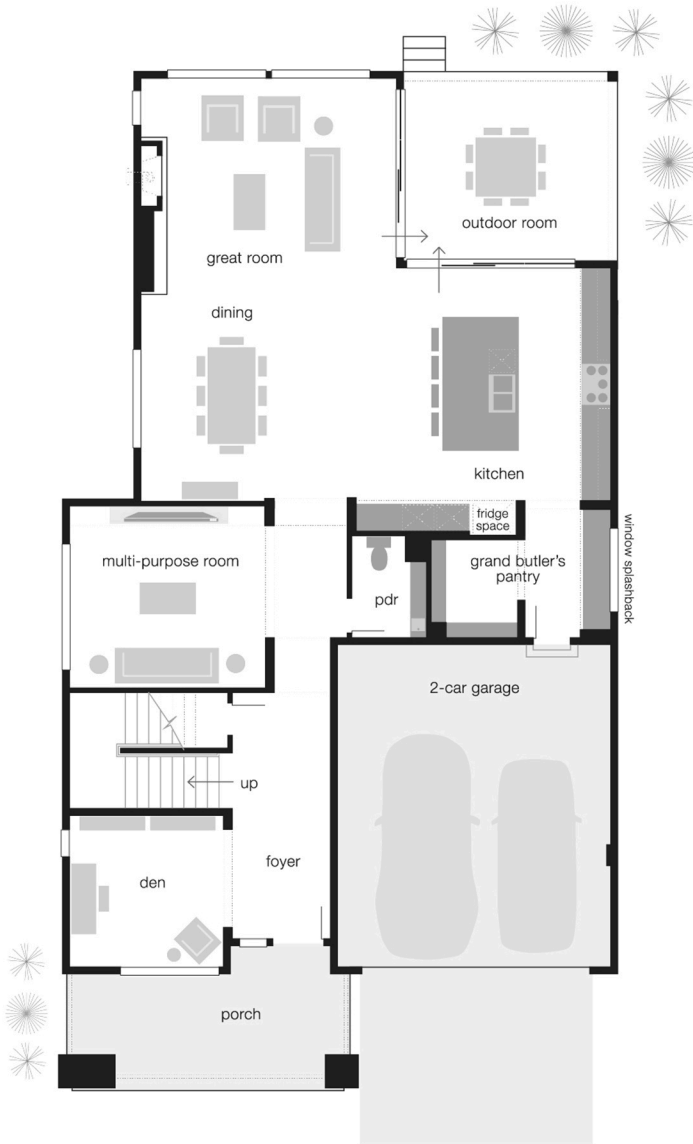 outdoor room
great room
dining
kitchen
fridge
space
multi-purpose room
grand butler's
pantry
window splashback
pdr
2-car garage
up
foyer
den
porch